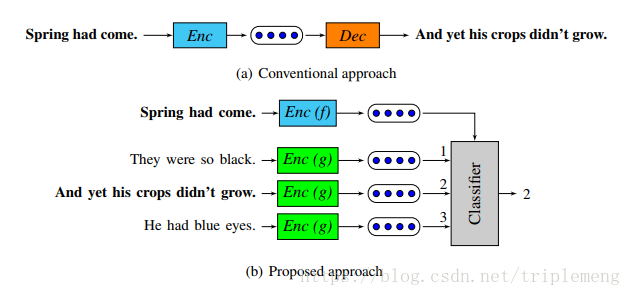 Spring had come. Enc Dec And yet his crops didn't grow.
(a) Conventional approach
Spring had come. Enc (f)
They were so black. Enc (g) 1
And yet his crops didn't grow. Enc (g) 2 Classifier 2
He had blue eyes. Enc (g) 3
(b) Proposed approach
https://blog.csdn.net/triplemeng